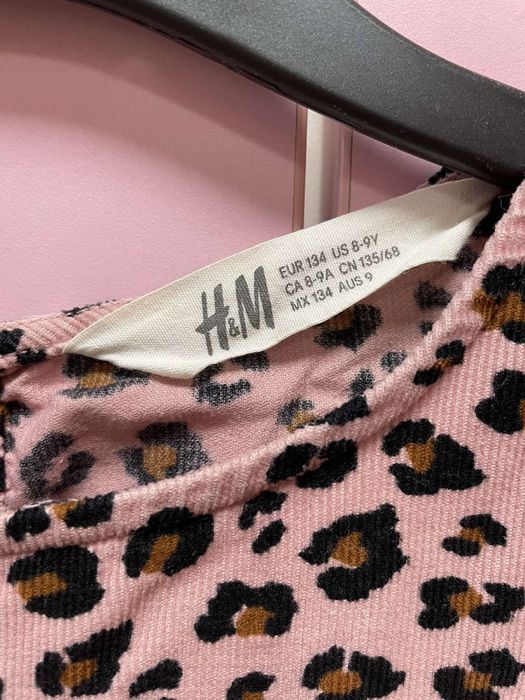 H&M
EUR 134 US 8-9Y
CA 8-9A CN 135/68
MX 134 AUS 9